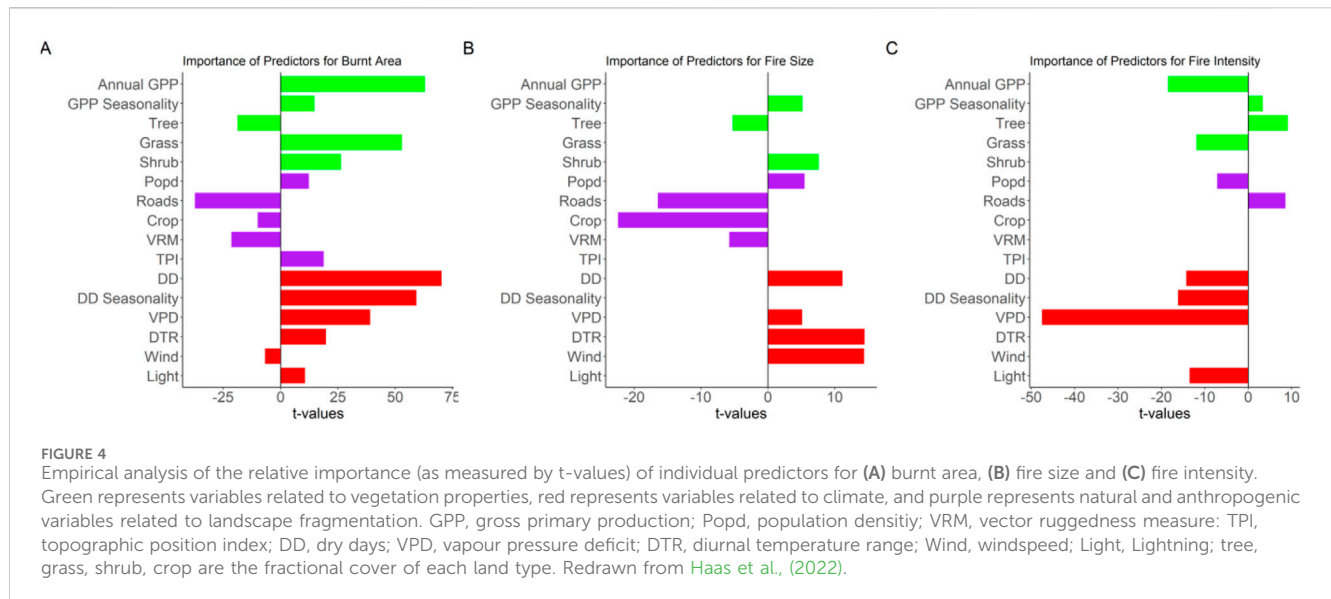 A
Importance of Predictors for Burnt Area
Annual GPP
GPP Seasonality
Tree
Grass
Shrub
Popd
Roads
Crop
VRM
TPI
DD
DD Seasonality
VPD
DTR
Wind
Light
-25 0 25 50 75
t-values
B
Importance of Predictors for Fire Size
Annual GPP
GPP Seasonality
Tree
Grass
Shrub
Popd
Roads
Crop
VRM
TPI
DD
DD Seasonality
VPD
DTR
Wind
Light
-20 -10 0 10
t-values
C
Importance of Predictors for Fire Intensity
Annual GPP
GPP Seasonality
Tree
Grass
Shrub
Popd
Roads
Crop
VRM
TPI
DD
DD Seasonality
VPD
DTR
Wind
Light
-50 -40 -30 -20 -10 0 10
t-values
FIGURE 4
Empirical analysis of the relative importance (as measured by t-values) of individual predictors for (A) burnt area, (B) fire size and (C) fire intensity.
Green represents variables related to vegetation properties, red represents variables related to climate, and purple represents natural and anthropogenic
variables related to landscape fragmentation. GPP, gross primary production; Popd, population densitiy; VRM, vector ruggedness measure: TPI,
topographic position index; DD, dry days; VPD, vapour pressure deficit; DTR, diurnal temperature range; Wind, windspeed; Light, Lightning; tree,
grass, shrub, crop are the fractional cover of each land type. Redrawn from Haas et al., (2022).